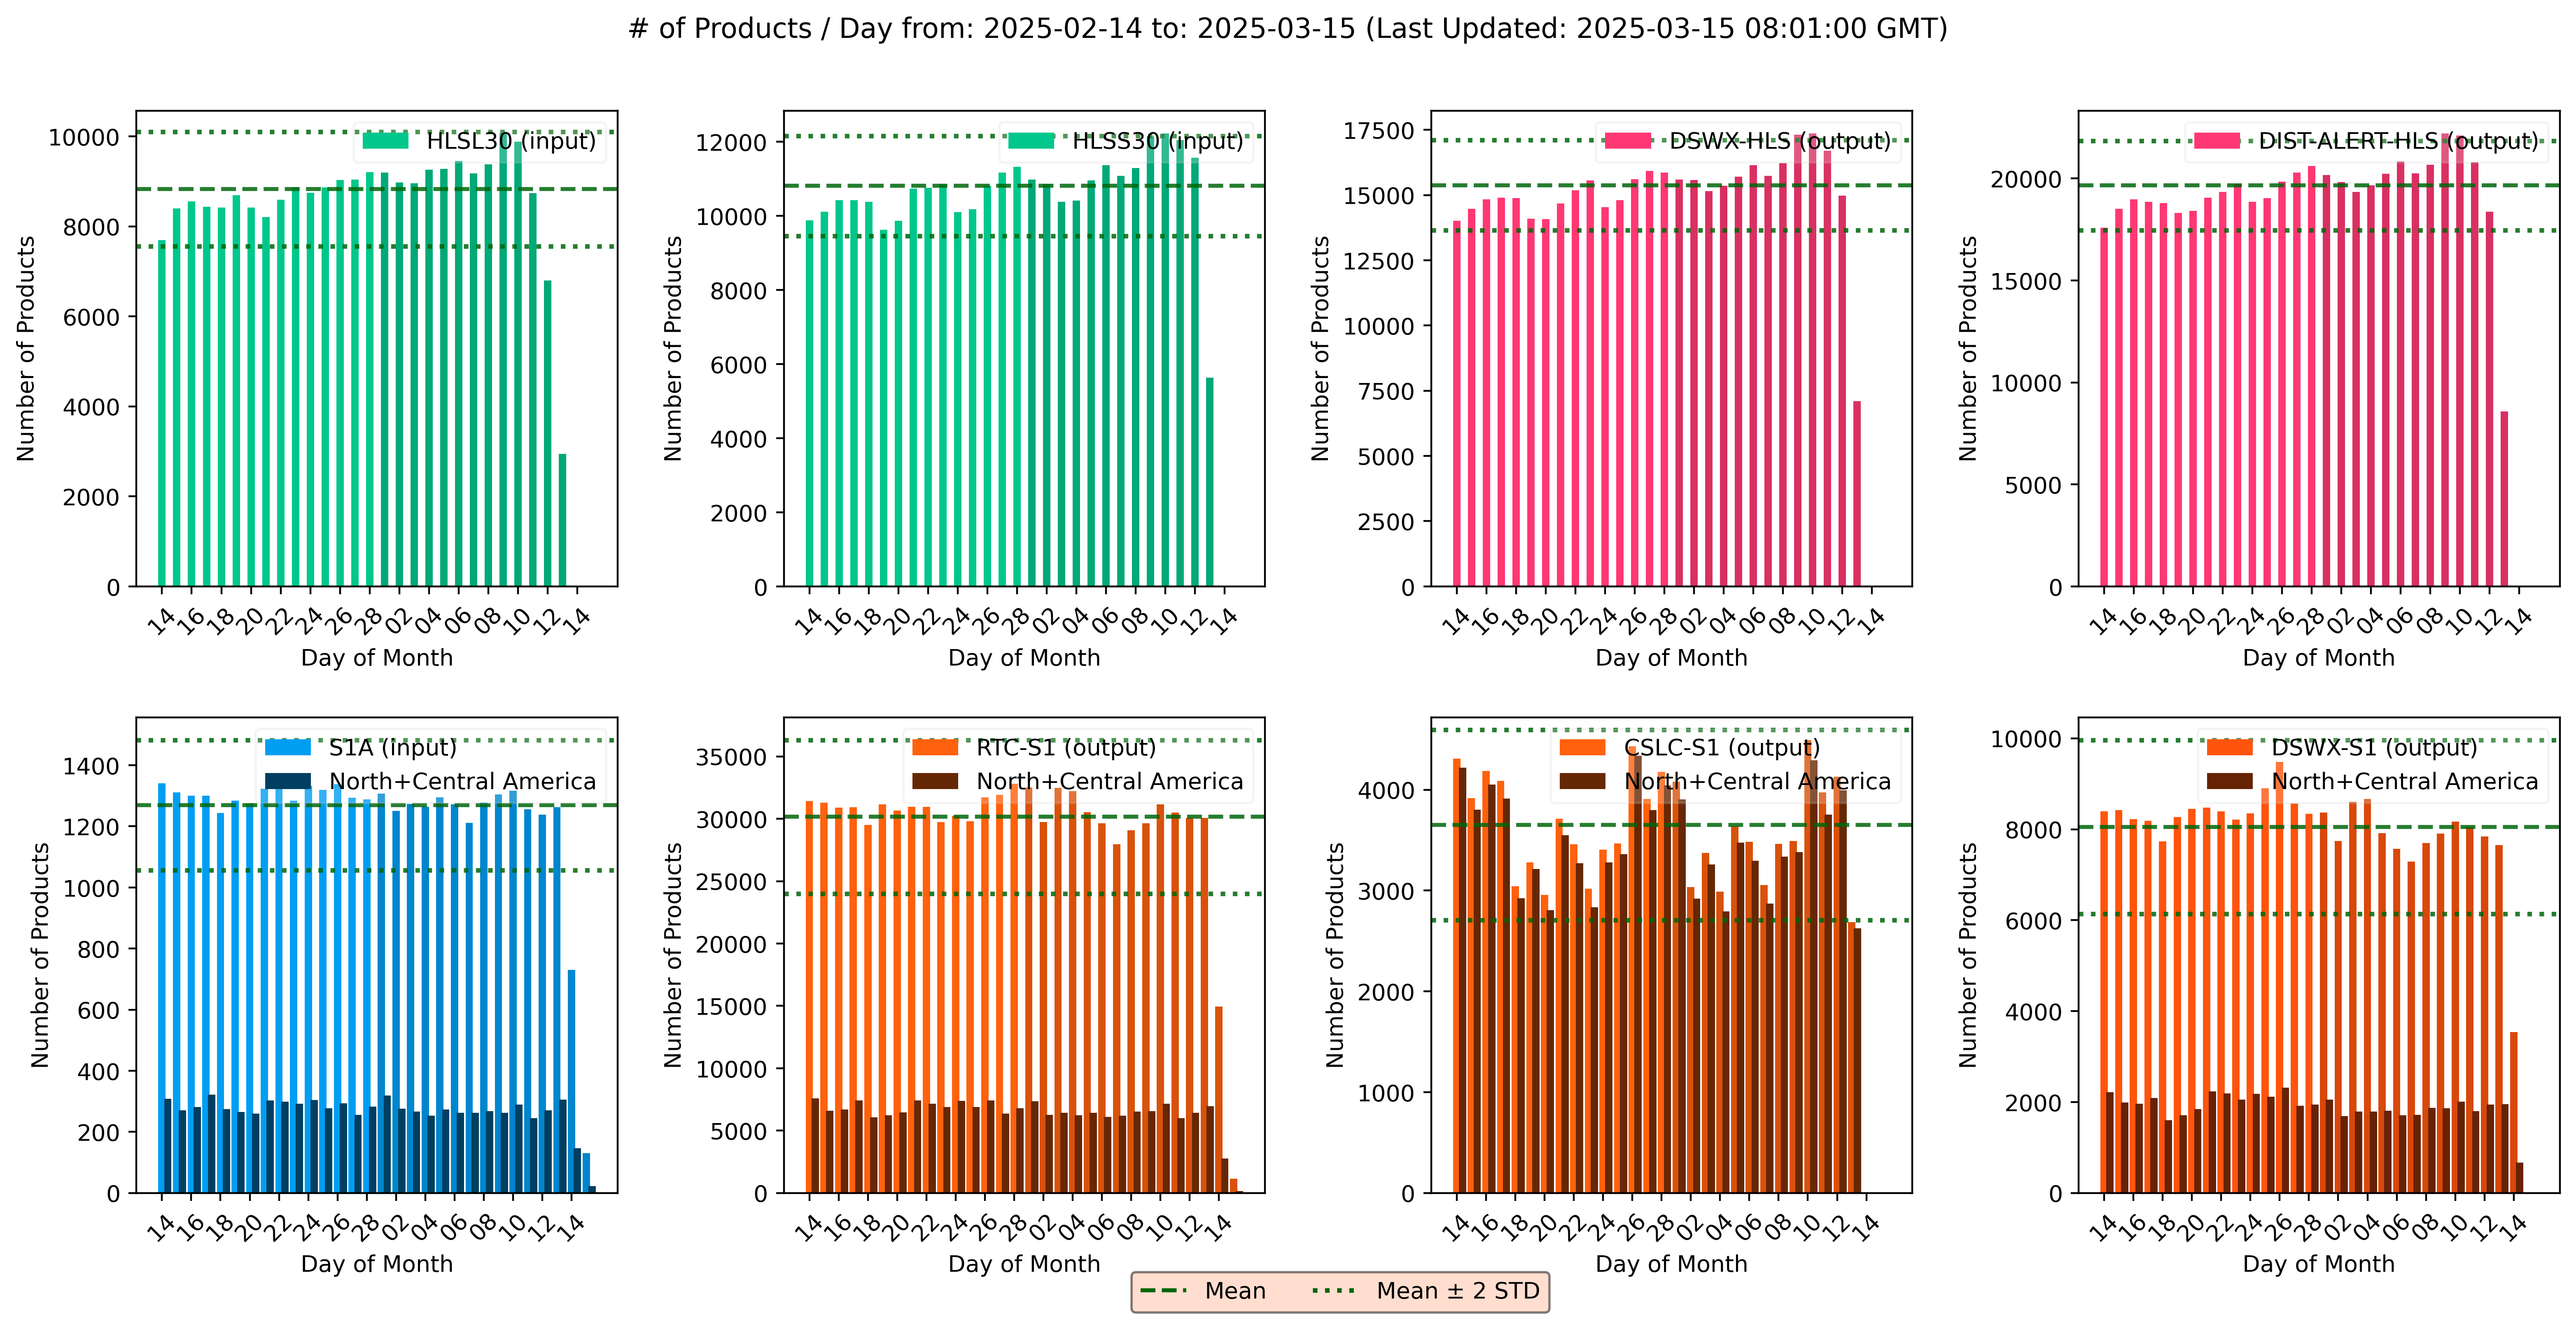 # of Products / Day from: 2025-02-14 to: 2025-03-15 (Last Updated: 2025-03-15 08:01:00 GMT)
Number of Products
10000
8000
6000
4000
2000
0
HLSL30 (input)
14 16 18 20 22 24 26 28 02 04 06 08 10 12 14
Day of Month
Number of Products
12000
10000
8000
6000
4000
2000
0
HLSS30 (input)
14 16 18 20 22 24 26 28 02 04 06 08 10 12 14
Day of Month
Number of Products
17500
15000
12500
10000
7500
5000
2500
0
DSWX-HLS (output)
14 16 18 20 22 24 26 28 02 04 06 08 10 12 14
Day of Month
Number of Products
20000
15000
10000
5000
0
DIST-ALERT-HLS (output)
14 16 18 20 22 24 26 28 02 04 06 08 10 12 14
Day of Month
Number of Products
1400
1200
1000
800
600
400
200
0
S1A (input)
North+Central America
14 16 18 20 22 24 26 28 02 04 06 08 10 12 14
Day of Month
Number of Products
35000
30000
25000
20000
15000
10000
5000
0
RTC-S1 (output)
North+Central America
14 16 18 20 22 24 26 28 02 04 06 08 10 12 14
Day of Month
Number of Products
4000
3000
2000
1000
0
CSLC-S1 (output)
North+Central America
14 16 18 20 22 24 26 28 02 04 06 08 10 12 14
Day of Month
Number of Products
10000
8000
6000
4000
2000
0
DSWX-S1 (output)
North+Central America
14 16 18 20 22 24 26 28 02 04 06 08 10 12 14
Day of Month
Mean
Mean ± 2 STD